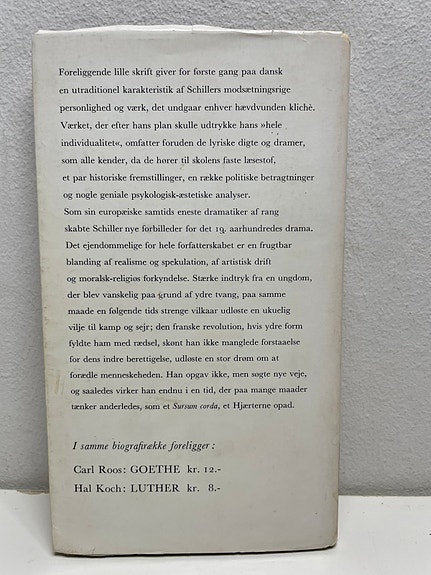 Foreliggende lille skrift giver for første gang paa dansk
en utraditionel karakteristik af Schillers modsætningsrige
personlighed og værk, det undgaar enhver hævdvunden klichè.
Værket, der efter hans plan skulle udtrykke hans »hele
individualitet«, omfatter foruden de lyriske digte og dramer,
som alle kender, da de hører til skolens faste læsestof,
et par historiske fremstillinger, en række politiske betragtninger
og nogle geniale psykologisk-æstetiske analyser.
Som sin europæiske samtids eneste dramatiker af rang
skabte Schiller nye forbilleder for det 19. aarhundredes drama.
Det ejendommelige for hele forfatterskabet er en frugtbar
blanding af realisme og spekulation, af artistisk drift
og moralsk-religiøs forkyndelse. Stærke indtryk fra en ungdom,
der blev vanskelig paa grund af ydre tvang, paa samme
maade en følgende tids strenge vilkaar udløste en ukuelig
vilje til kamp og sejr; den franske revolution, hvis ydre form
fyldte ham med rædsel, skønt han ikke manglede forstaaelse
for dens indre berettigelse, udløste en stor drøm om at
forædle menneskeheden. Han opgav ikke, men søgte nye veje,
og saaledes virker han endnu i en tid, der paa mange maader
tænker anderledes, som et Sursum corda, et Hjærterne opad.
I samme biografirække foreligger:
Carl Roos: GOETHE kr. 12.-
Hal Koch: LUTHER kr. 8.-